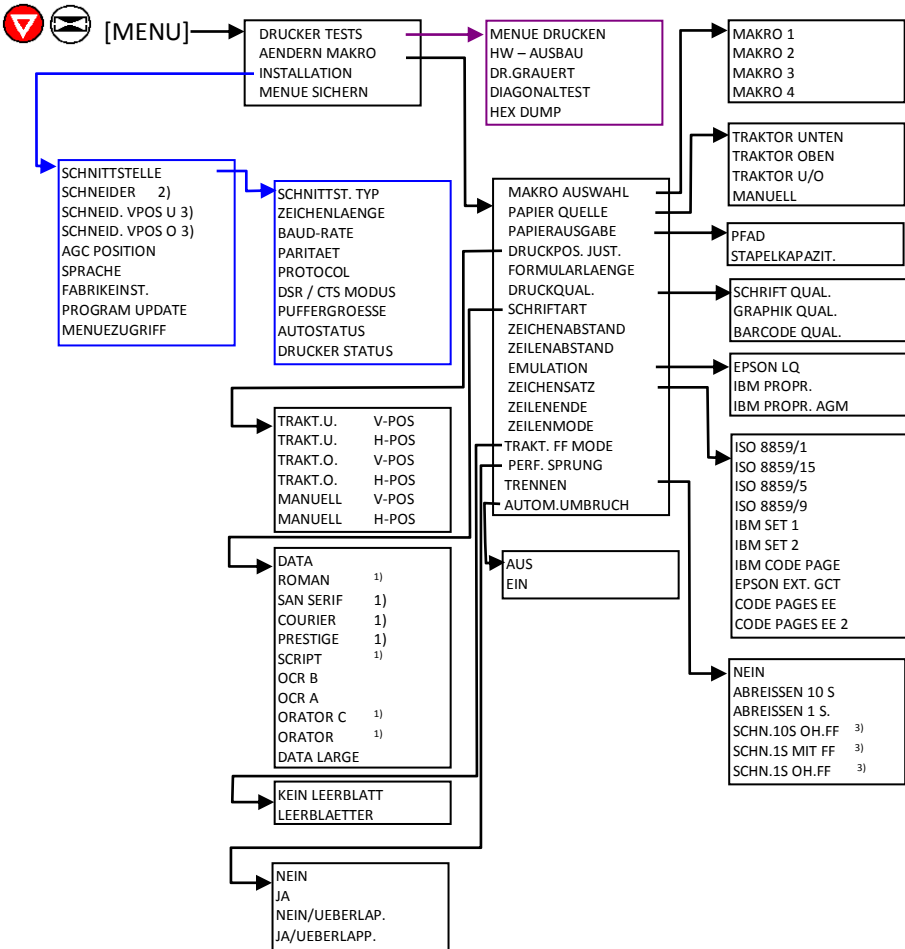 [MENU]
DRUCKER TESTS
AENDERN MAKRO
INSTALLATION
MENUE SICHERN
MENUE DRUCKEN
HW – AUSBAU
DR.GRAUERT
DIAGONALTEST
HEX DUMP
MAKRO 1
MAKRO 2
MAKRO 3
MAKRO 4
SCHNITTSTELLE
SCHNEIDER 2)
SCHNEID. VPOS U 3)
SCHNEID. VPOS O 3)
AGC POSITION
SPRACHE
FABRIKEINST.
PROGRAM UPDATE
MENUEZUGRIFF
SCHNITTST. TYP
ZEICHENLAENGE
BAUD-RATE
PARITAET
PROTOCOL
DSR / CTS MODUS
PUFFERGROESSE
AUTOSTATUS
DRUCKER STATUS
MAKRO AUSWAHL
PAPIER QUELLE
PAPIERAUSGABE
DRUCKPOS. JUST.
FORMULARLAENGE
DRUCKQUAL.
SCHRIFTART
ZEICHENABSTAND
ZEILENABSTAND
EMULATION
ZEICHENSATZ
ZEILENENDE
ZEILENMODE
TRAKT. FF MODE
PERF. SPRUNG
TRENNEN
AUTOM.UMBRUCH
TRAKTOR UNTEN
TRAKTOR OBEN
TRAKTOR U/O
MANUELL
PFAD
STAPELKAPAZIT.
SCHRIFT QUAL.
GRAPHIK QUAL.
BARCODE QUAL.
EPSON LQ
IBM PROPR.
IBM PROPR. AGM
ISO 8859/1
ISO 8859/15
ISO 8859/5
ISO 8859/9
IBM SET 1
IBM SET 2
IBM CODE PAGE
EPSON EXT. GCT
CODE PAGES EE
CODE PAGES EE 2
TRAKT.U. V-POS
TRAKT.U. H-POS
TRAKT.O. V-POS
TRAKT.O. H-POS
MANUELL V-POS
MANUELL H-POS
DATA
ROMAN 1)
SAN SERIF 1)
COURIER 1)
PRESTIGE 1)
SCRIPT 1)
OCR B
OCR A
ORATOR C 1)
ORATOR 1)
DATA LARGE
AUS
EIN
NEIN
ABREISSEN 10 S
ABREISSEN 1 S.
SCHN.10S OH.FF 3)
SCHN.1S MIT FF 3)
SCHN.1S OH.FF 3)
KEIN LEERBLATT
LEERBLAETTER
NEIN
JA
NEIN/UEBERLAP.
JA/UEBERLAPP.